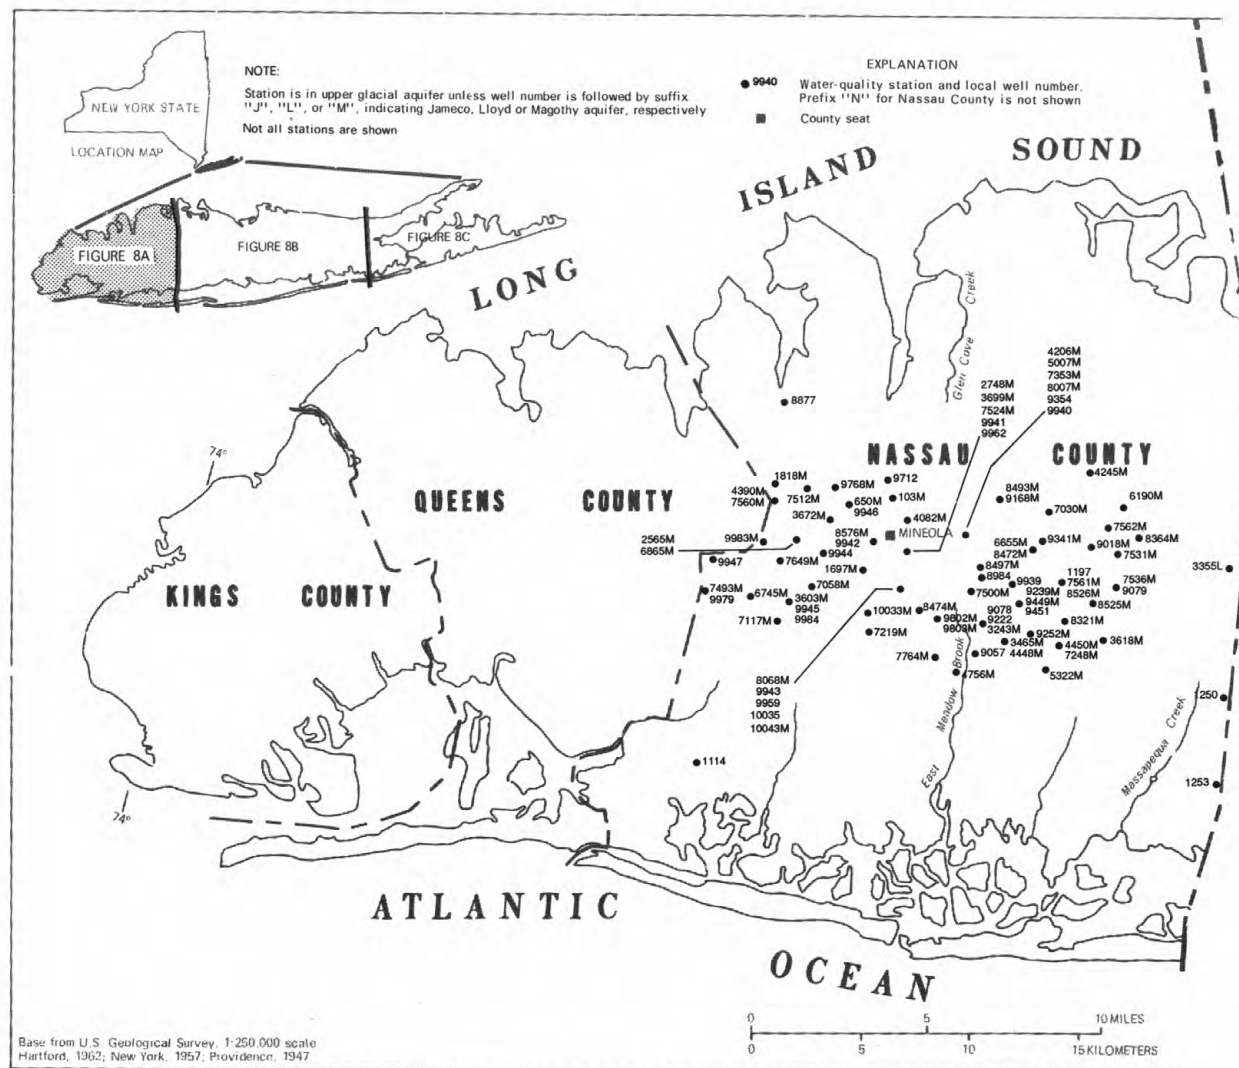 NOTE:
Station is in upper glacial aquifer unless well number is followed by suffix
"J", "L", or "M", indicating Jameco, Lloyd or Magothy aquifer, respectively
Not all stations are shown
EXPLANATION
9940 Water-quality station and local well number.
Prefix "N" for Nassau County is not shown
County seat
NEW YORK STATE
LOCATION MAP
FIGURE 8A
FIGURE 8B
FIGURE 8C
LONG ISLAND SOUND
Glen Cove Creek
4206M
5007M
7353M
8007M
9354
9940
2748M
3699M
7524M
9941
9962
8877
NASSAU COUNTY
QUEENS COUNTY
KINGS COUNTY
74°
74°
1818M
4390M
7560M
7512M
9768M
9712
650M
9946
103M
3672M
4082M
8493M
9168M
4245M
7030M
6190M
7562M
8364M
2565M
6865M
9983M
8576M
9942
MINEOLA
9944
6655M
8472M
9341M
9018M
7531M
9947
7649M
1697M
8497M
8984
3355L
7493M
9979
6745M
7058M
3603M
9945
9984
7500M
9939
9239M
9449M
9451
1197
7561M
8526M
7536M
9079
8525M
7117M
10033M
8474M
9802M
9809M
9078
9222
3243M
8321M
7219M
9252M
3465M
4448M
4450M
7248M
3618M
7764M
9057
4756M
5322M
8068M
9943
9959
10035
10043M
East Meadow Brook
Massapequa Creek
1250
1114
1253
ATLANTIC OCEAN
0 5 10 MILES
0 5 10 15 KILOMETERS
Base from U.S. Geological Survey, 1:250,000 scale
Hartford, 1962; New York, 1957; Providence, 1947